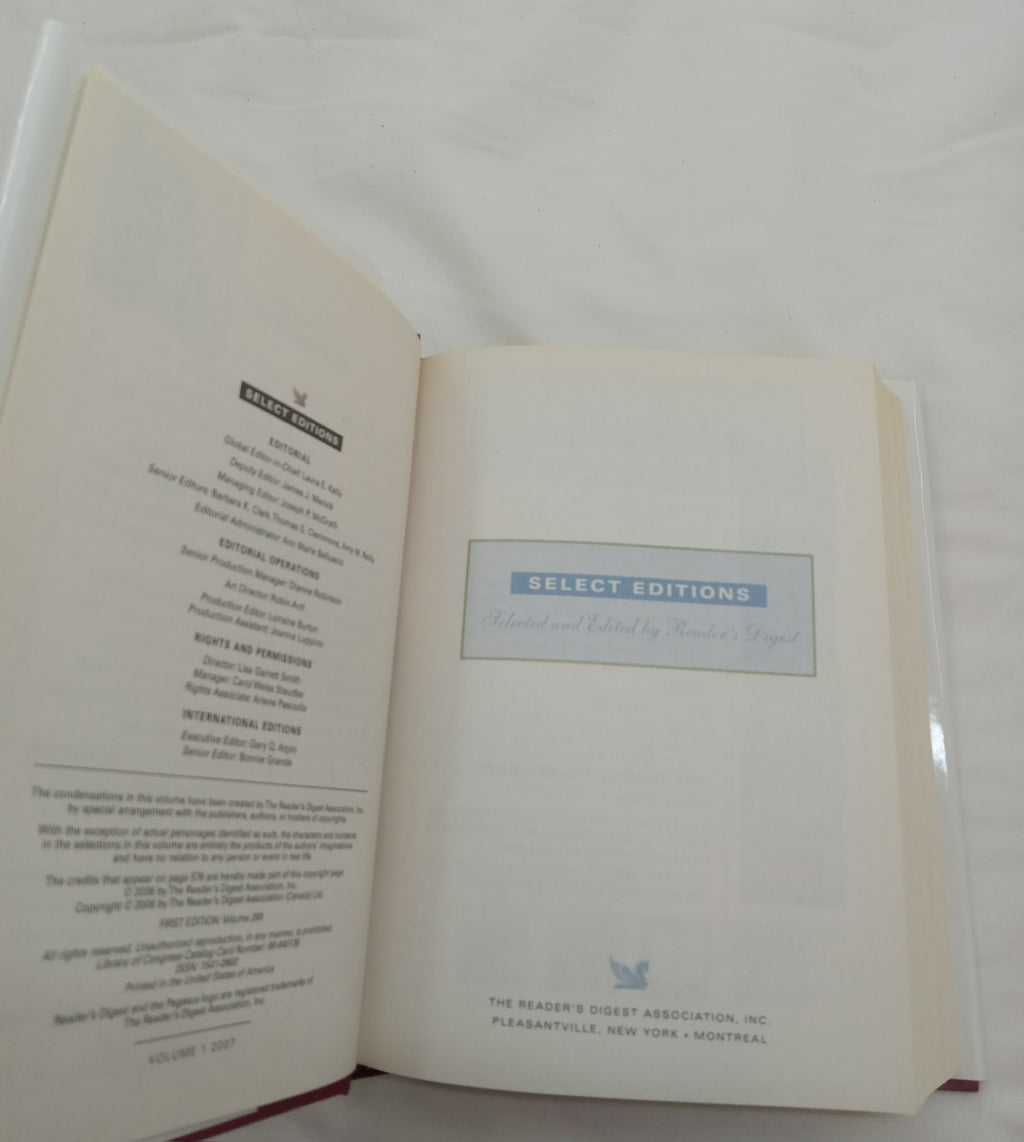 SELECT EDITIONS
EDITORIAL
Global Editor-in-Chief: Laura E. Kelly
Deputy Editor: James J. Menick
Managing Editor: Joseph P. McGrath
Senior Editors: Barbara K. Clark, Thomas S. Clemmons, Amy M. Reilly
Editorial Administrator: Ann Marie Belluscio
EDITORIAL OPERATIONS
Senior Production Manager: Dianne Robinson
Art Director: Robin Arzt
Production Editor: Lorraine Burton
Production Assistant: Joanna Luppino
RIGHTS AND PERMISSIONS
Director: Lisa Garrett Smith
Manager: Carol Weiss Staudter
Rights Associate: Arlene Pasciolla
INTERNATIONAL EDITIONS
Executive Editor: Gary Q. Arpin
Senior Editor: Bonnie Grande
The condensations in this volume have been created by The Reader's Digest Association, Inc.,
by special arrangement with the publishers, authors, or holders of copyrights.
With the exception of actual personages identified as such, the characters and incidents
in the selections in this volume are entirely the products of the authors' imaginations
and have no relation to any person or event in real life.
The credits that appear on page 576 are hereby made part of this copyright page.
© 2006 by The Reader's Digest Association, Inc.
Copyright © 2006 by The Reader's Digest Association (Canada) Ltd.
FIRST EDITION: Volume 289
All rights reserved. Unauthorized reproduction, in any manner, is prohibited.
Library of Congress Catalog Card Number:
ISSN:
Printed in the United States of America
Reader's Digest and the Pegasus logo are registered trademarks of
The Reader's Digest Association, Inc.
VOLUME 1 2007
SELECT EDITIONS
Selected and Edited by Reader's Digest
THE READER'S DIGEST ASSOCIATION, INC.
PLEASANTVILLE, NEW YORK • MONTREAL